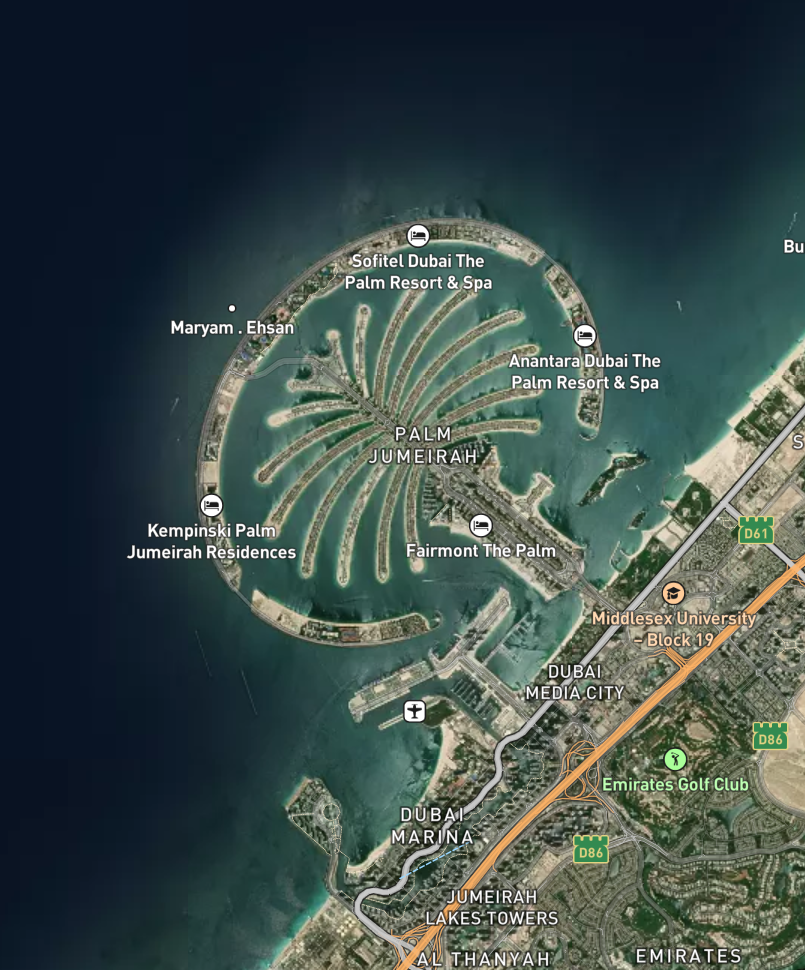 Sofitel Dubai The
Palm Resort & Spa
Bu
Maryam . Ehsan
Anantara Dubai The
Palm Resort & Spa
PALM
JUMEIRAH
S
Kempinski Palm
Jumeirah Residences
Fairmont The Palm
D61
Middlesex University
- Block 19
DUBAI
MEDIA CITY
D86
Emirates Golf Club
DUBAI
MARINA
D86
JUMEIRAH
LAKES TOWERS
AL THANYAH
EMIRATES